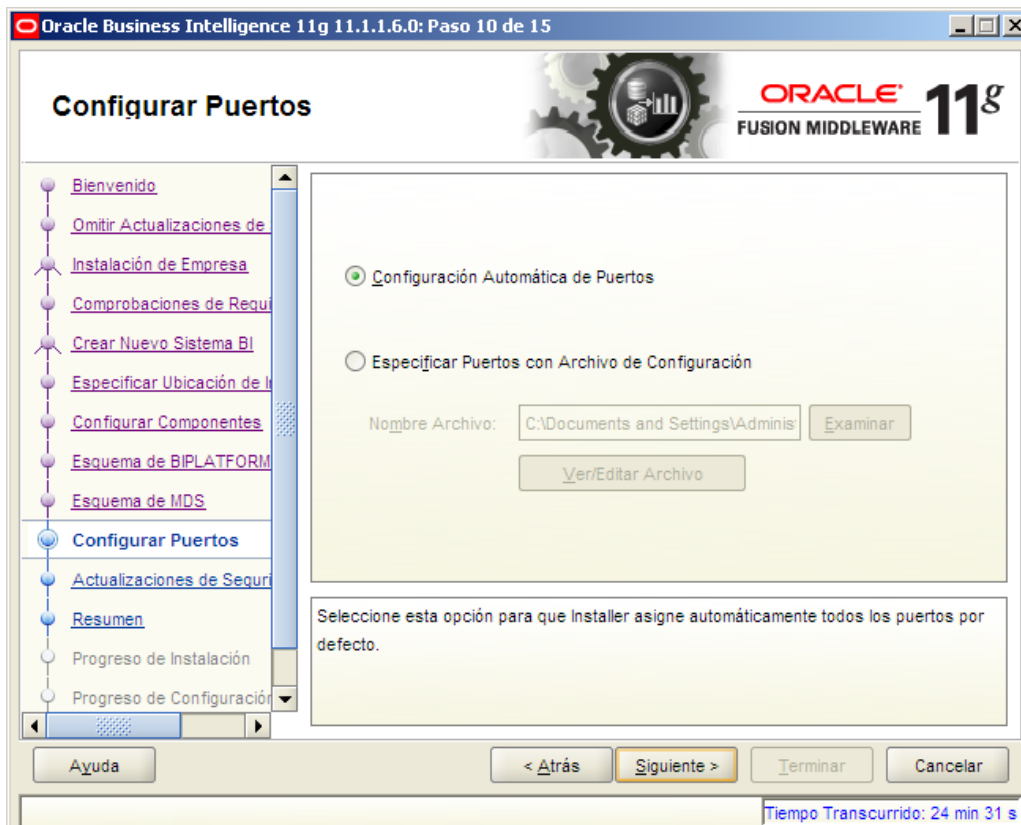 Oracle Business Intelligence 11g 11.1.1.6.0: Paso 10 de 15
Configurar Puertos
ORACLE
FUSION MIDDLEWARE
11g
Bienvenido
Omitir Actualizaciones de
Instalación de Empresa
Comprobaciones de Requi
Crear Nuevo Sistema BI
Especificar Ubicación de I
Configurar Componentes
Esquema de BIPLATFORM
Esquema de MDS
Configurar Puertos
Actualizaciones de Seguri
Resumen
Progreso de Instalación
Progreso de Configuración
Configuración Automática de Puertos
Especificar Puertos con Archivo de Configuración
Nombre Archivo:
C:\Documents and Settings\Adminis
Examinar
Ver/Editar Archivo
Seleccione esta opción para que Installer asigne automáticamente todos los puertos por
defecto.
Ayuda
< Atrás
Siguiente >
Terminar
Cancelar
Tiempo Transcurrido: 24 min 31 s